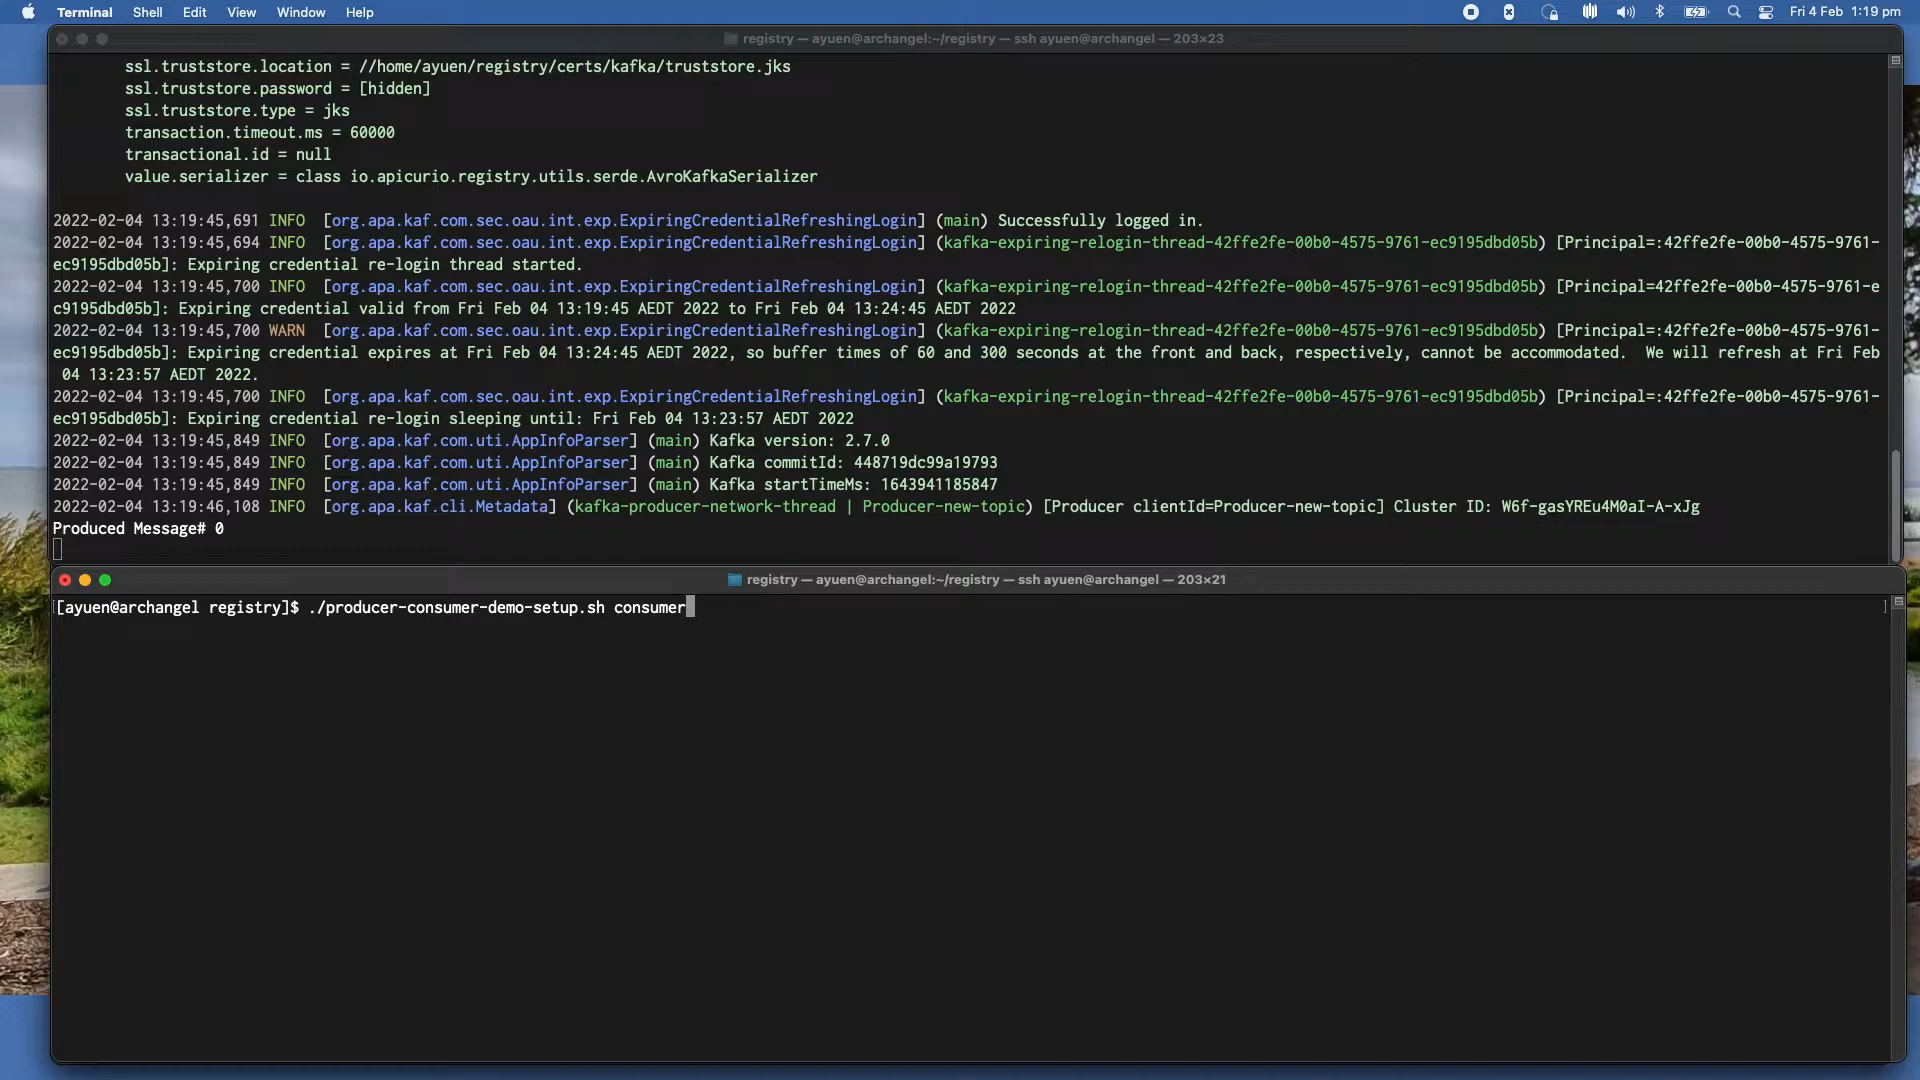 Terminal Shell Edit View Window Help Fri 4 Feb 1:19 pm
registry — ayuen@archangel:~/registry — ssh ayuen@archangel — 203×23
ssl.truststore.location = //home/ayuen/registry/certs/kafka/truststore.jks
ssl.truststore.password = [hidden]
ssl.truststore.type = jks
transaction.timeout.ms = 60000
transactional.id = null
value.serializer = class io.apicurio.registry.utils.serde.AvroKafkaSerializer
2022-02-04 13:19:45,691 INFO  [org.apa.kaf.com.sec.oau.int.exp.ExpiringCredentialRefreshingLogin] (main) Successfully logged in.
2022-02-04 13:19:45,694 INFO  [org.apa.kaf.com.sec.oau.int.exp.ExpiringCredentialRefreshingLogin] (kafka-expiring-relogin-thread-42ffe2fe-00b0-4575-9761-ec9195dbd05b) [Principal=:42ffe2fe-00b0-4575-9761-
ec9195dbd05b]: Expiring credential re-login thread started.
2022-02-04 13:19:45,700 INFO  [org.apa.kaf.com.sec.oau.int.exp.ExpiringCredentialRefreshingLogin] (kafka-expiring-relogin-thread-42ffe2fe-00b0-4575-9761-ec9195dbd05b) [Principal=42ffe2fe-00b0-4575-9761-e
c9195dbd05b]: Expiring credential valid from Fri Feb 04 13:19:45 AEDT 2022 to Fri Feb 04 13:24:45 AEDT 2022
2022-02-04 13:19:45,700 WARN  [org.apa.kaf.com.sec.oau.int.exp.ExpiringCredentialRefreshingLogin] (kafka-expiring-relogin-thread-42ffe2fe-00b0-4575-9761-ec9195dbd05b) [Principal=:42ffe2fe-00b0-4575-9761-
ec9195dbd05b]: Expiring credential expires at Fri Feb 04 13:24:45 AEDT 2022, so buffer times of 60 and 300 seconds at the front and back, respectively, cannot be accommodated.  We will refresh at Fri Feb
04 13:23:57 AEDT 2022.
2022-02-04 13:19:45,700 INFO  [org.apa.kaf.com.sec.oau.int.exp.ExpiringCredentialRefreshingLogin] (kafka-expiring-relogin-thread-42ffe2fe-00b0-4575-9761-ec9195dbd05b) [Principal=:42ffe2fe-00b0-4575-9761-
ec9195dbd05b]: Expiring credential re-login sleeping until: Fri Feb 04 13:23:57 AEDT 2022
2022-02-04 13:19:45,849 INFO  [org.apa.kaf.com.uti.AppInfoParser] (main) Kafka version: 2.7.0
2022-02-04 13:19:45,849 INFO  [org.apa.kaf.com.uti.AppInfoParser] (main) Kafka commitId: 448719dc99a19793
2022-02-04 13:19:45,849 INFO  [org.apa.kaf.com.uti.AppInfoParser] (main) Kafka startTimeMs: 1643941185847
2022-02-04 13:19:46,108 INFO  [org.apa.kaf.cli.Metadata] (kafka-producer-network-thread | Producer-new-topic) [Producer clientId=Producer-new-topic] Cluster ID: W6f-gasYREu4M0aI-A-xJg
Produced Message# 0
registry — ayuen@archangel:~/registry — ssh ayuen@archangel — 203×21
[[ayuen@archangel registry]$ ./producer-consumer-demo-setup.sh consumer ]